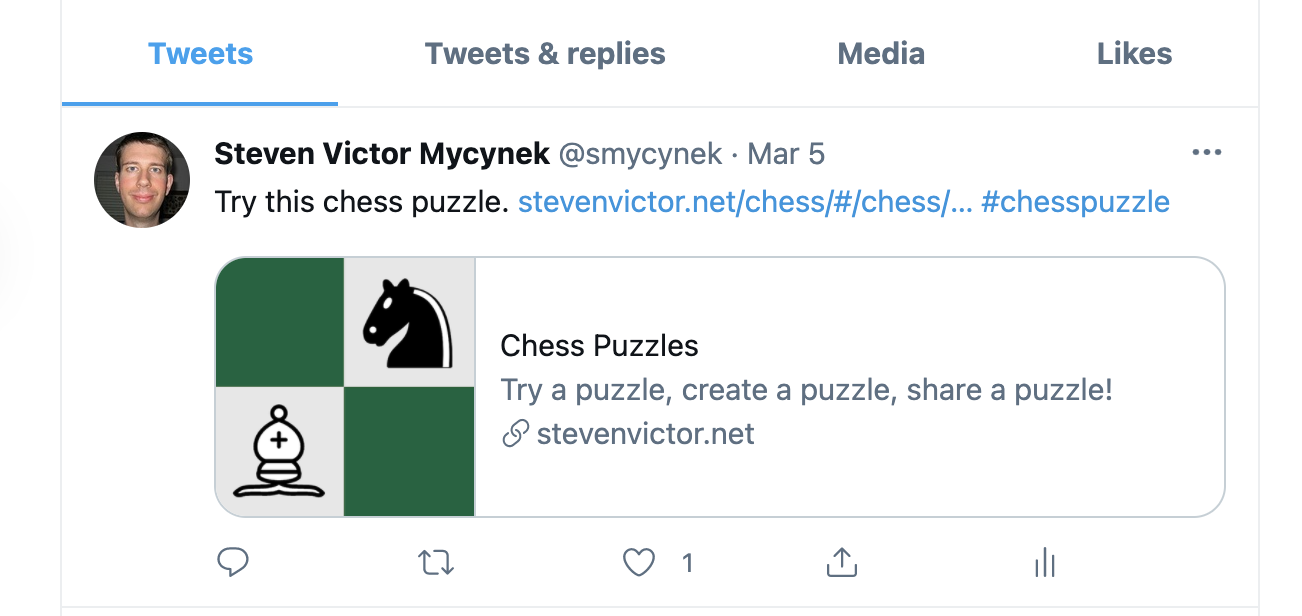 Tweets Tweets & replies Media Likes
Steven Victor Mycynek @smycynek · Mar 5
Try this chess puzzle. stevenvictor.net/chess/#/chess/... #chesspuzzle
Chess Puzzles
Try a puzzle, create a puzzle, share a puzzle!
stevenvictor.net
1